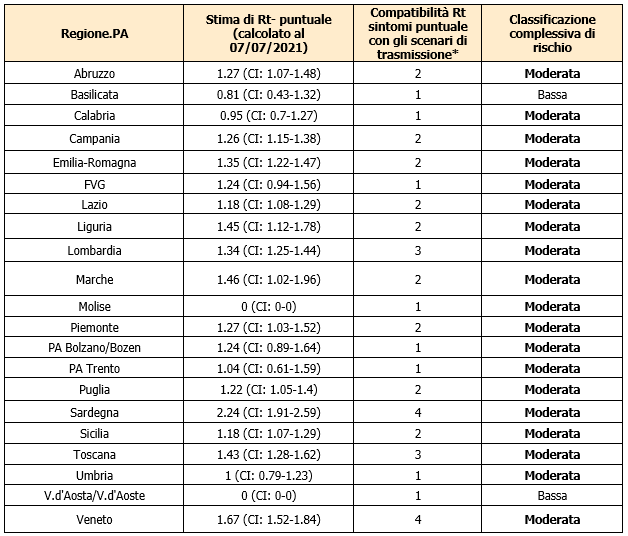 Regione.PA Stima di Rt- puntuale (calcolato al 07/07/2021) Compatibilità Rt sintomi puntuale con gli scenari di trasmissione* Classificazione complessiva di rischio
Abruzzo 1.27 (CI: 1.07-1.48) 2 Moderata
Basilicata 0.81 (CI: 0.43-1.32) 1 Bassa
Calabria 0.95 (CI: 0.7-1.27) 1 Moderata
Campania 1.26 (CI: 1.15-1.38) 2 Moderata
Emilia-Romagna 1.35 (CI: 1.22-1.47) 2 Moderata
FVG 1.24 (CI: 0.94-1.56) 1 Moderata
Lazio 1.18 (CI: 1.08-1.29) 2 Moderata
Liguria 1.45 (CI: 1.12-1.78) 2 Moderata
Lombardia 1.34 (CI: 1.25-1.44) 3 Moderata
Marche 1.46 (CI: 1.02-1.96) 2 Moderata
Molise 0 (CI: 0-0) 1 Moderata
Piemonte 1.27 (CI: 1.03-1.52) 2 Moderata
PA Bolzano/Bozen 1.24 (CI: 0.89-1.64) 1 Moderata
PA Trento 1.04 (CI: 0.61-1.59) 1 Moderata
Puglia 1.22 (CI: 1.05-1.4) 2 Moderata
Sardegna 2.24 (CI: 1.91-2.59) 4 Moderata
Sicilia 1.18 (CI: 1.07-1.29) 2 Moderata
Toscana 1.43 (CI: 1.28-1.62) 3 Moderata
Umbria 1 (CI: 0.79-1.23) 1 Moderata
V.d'Aosta/V.d'Aoste 0 (CI: 0-0) 1 Bassa
Veneto 1.67 (CI: 1.52-1.84) 4 Moderata